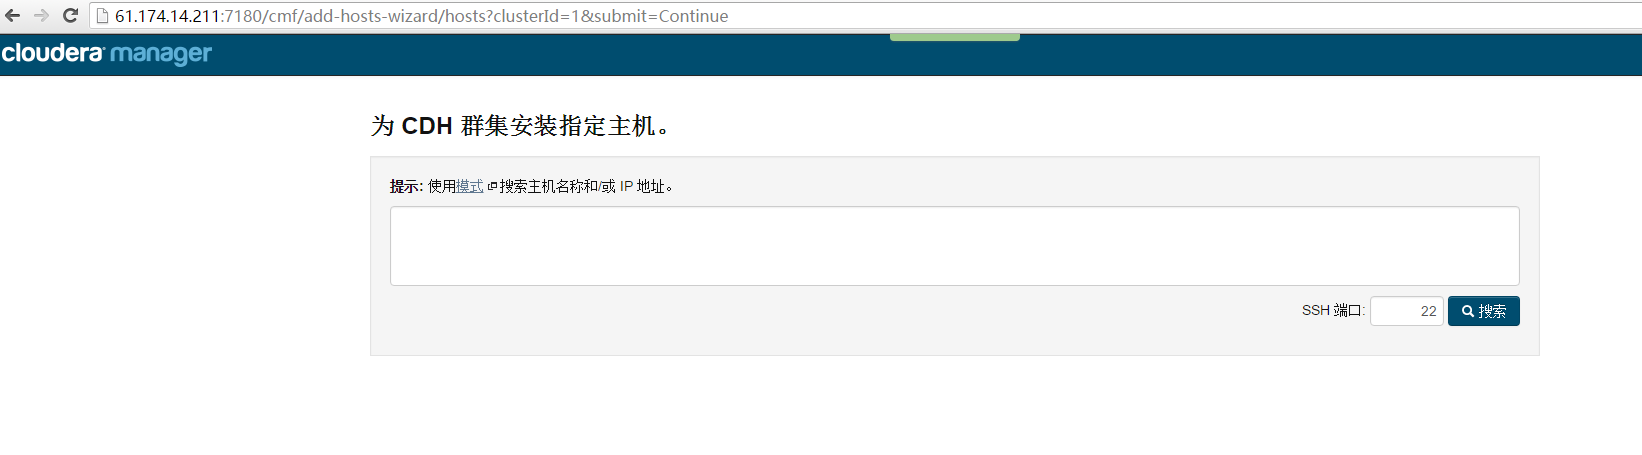 61.174.14.211:7180/cmf/add-hosts-wizard/hosts?clusterId=1&submit=Continue
cloudera manager
为 CDH 群集安装指定主机。
提示: 使用模式 搜索主机名称和/或 IP 地址。
SSH 端口: 22 搜索